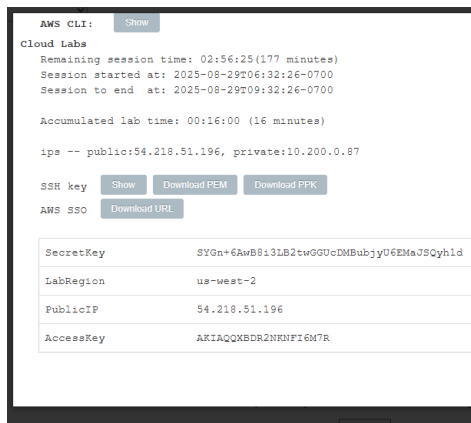 AWS CLI: Show
Cloud Labs
Remaining session time: 02:56:25(177 minutes)
Session started at: 2025-08-29T06:32:26-0700
Session to end at: 2025-08-29T09:32:26-0700
Accumulated lab time: 00:16:00 (16 minutes)
ips -- public:54.218.51.196, private:10.200.0.87
SSH key Show Download PEM Download PPK
AWS SSO Download URL
SecretKey SYGn+6AwB8i3LB2twGGUcDMBubjyU6EMaJSQyhld
LabRegion us-west-2
PublicIP 54.218.51.196
AccessKey AKIAQQXBDR2NKNFI6M7R